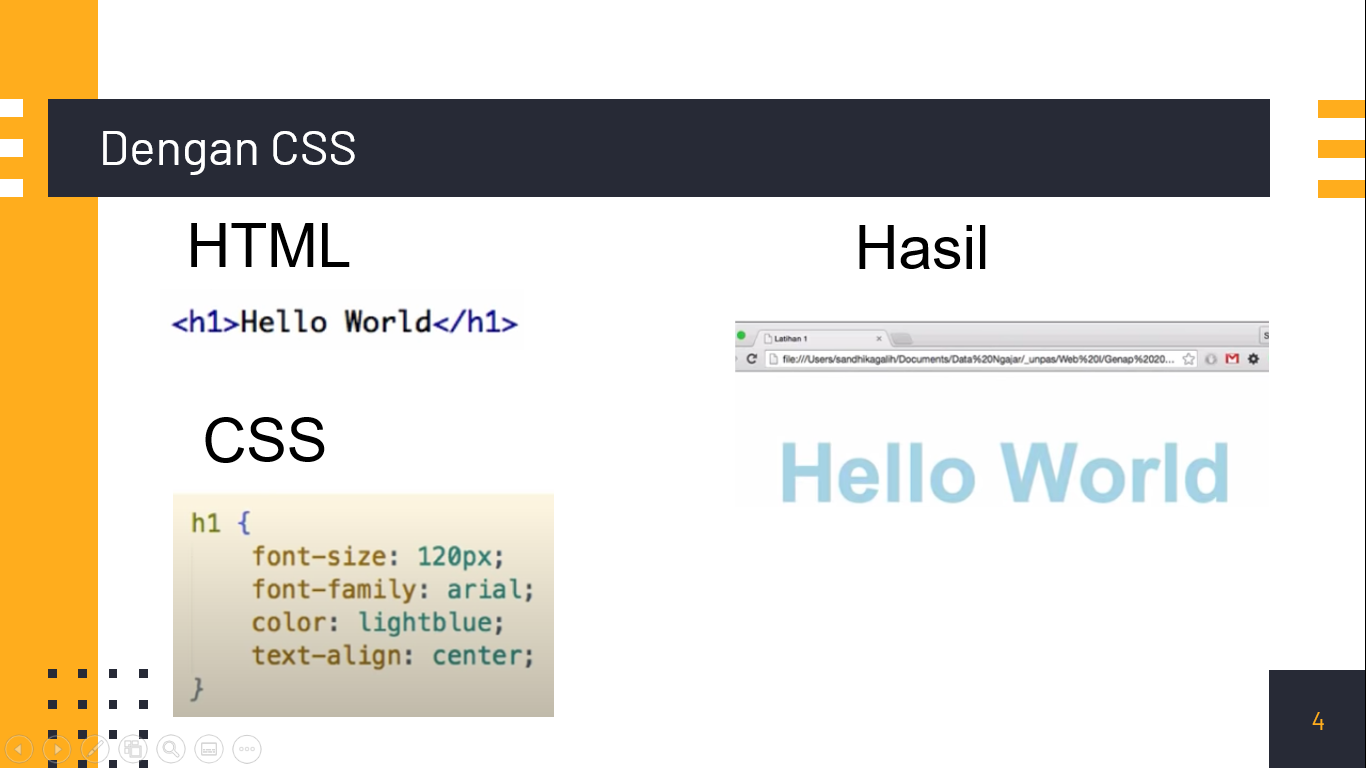 Dengan CSS
HTML
<h1>Hello World</h1>
CSS
h1 {
font-size: 120px;
font-family: arial;
color: lightblue;
text-align: center;
}
Hasil
Latihan 1
file:///Users/sandhikagalih/Documents/Data%20Ngajar/_unpas/Web%20I/Genap%2020...
Hello World
4